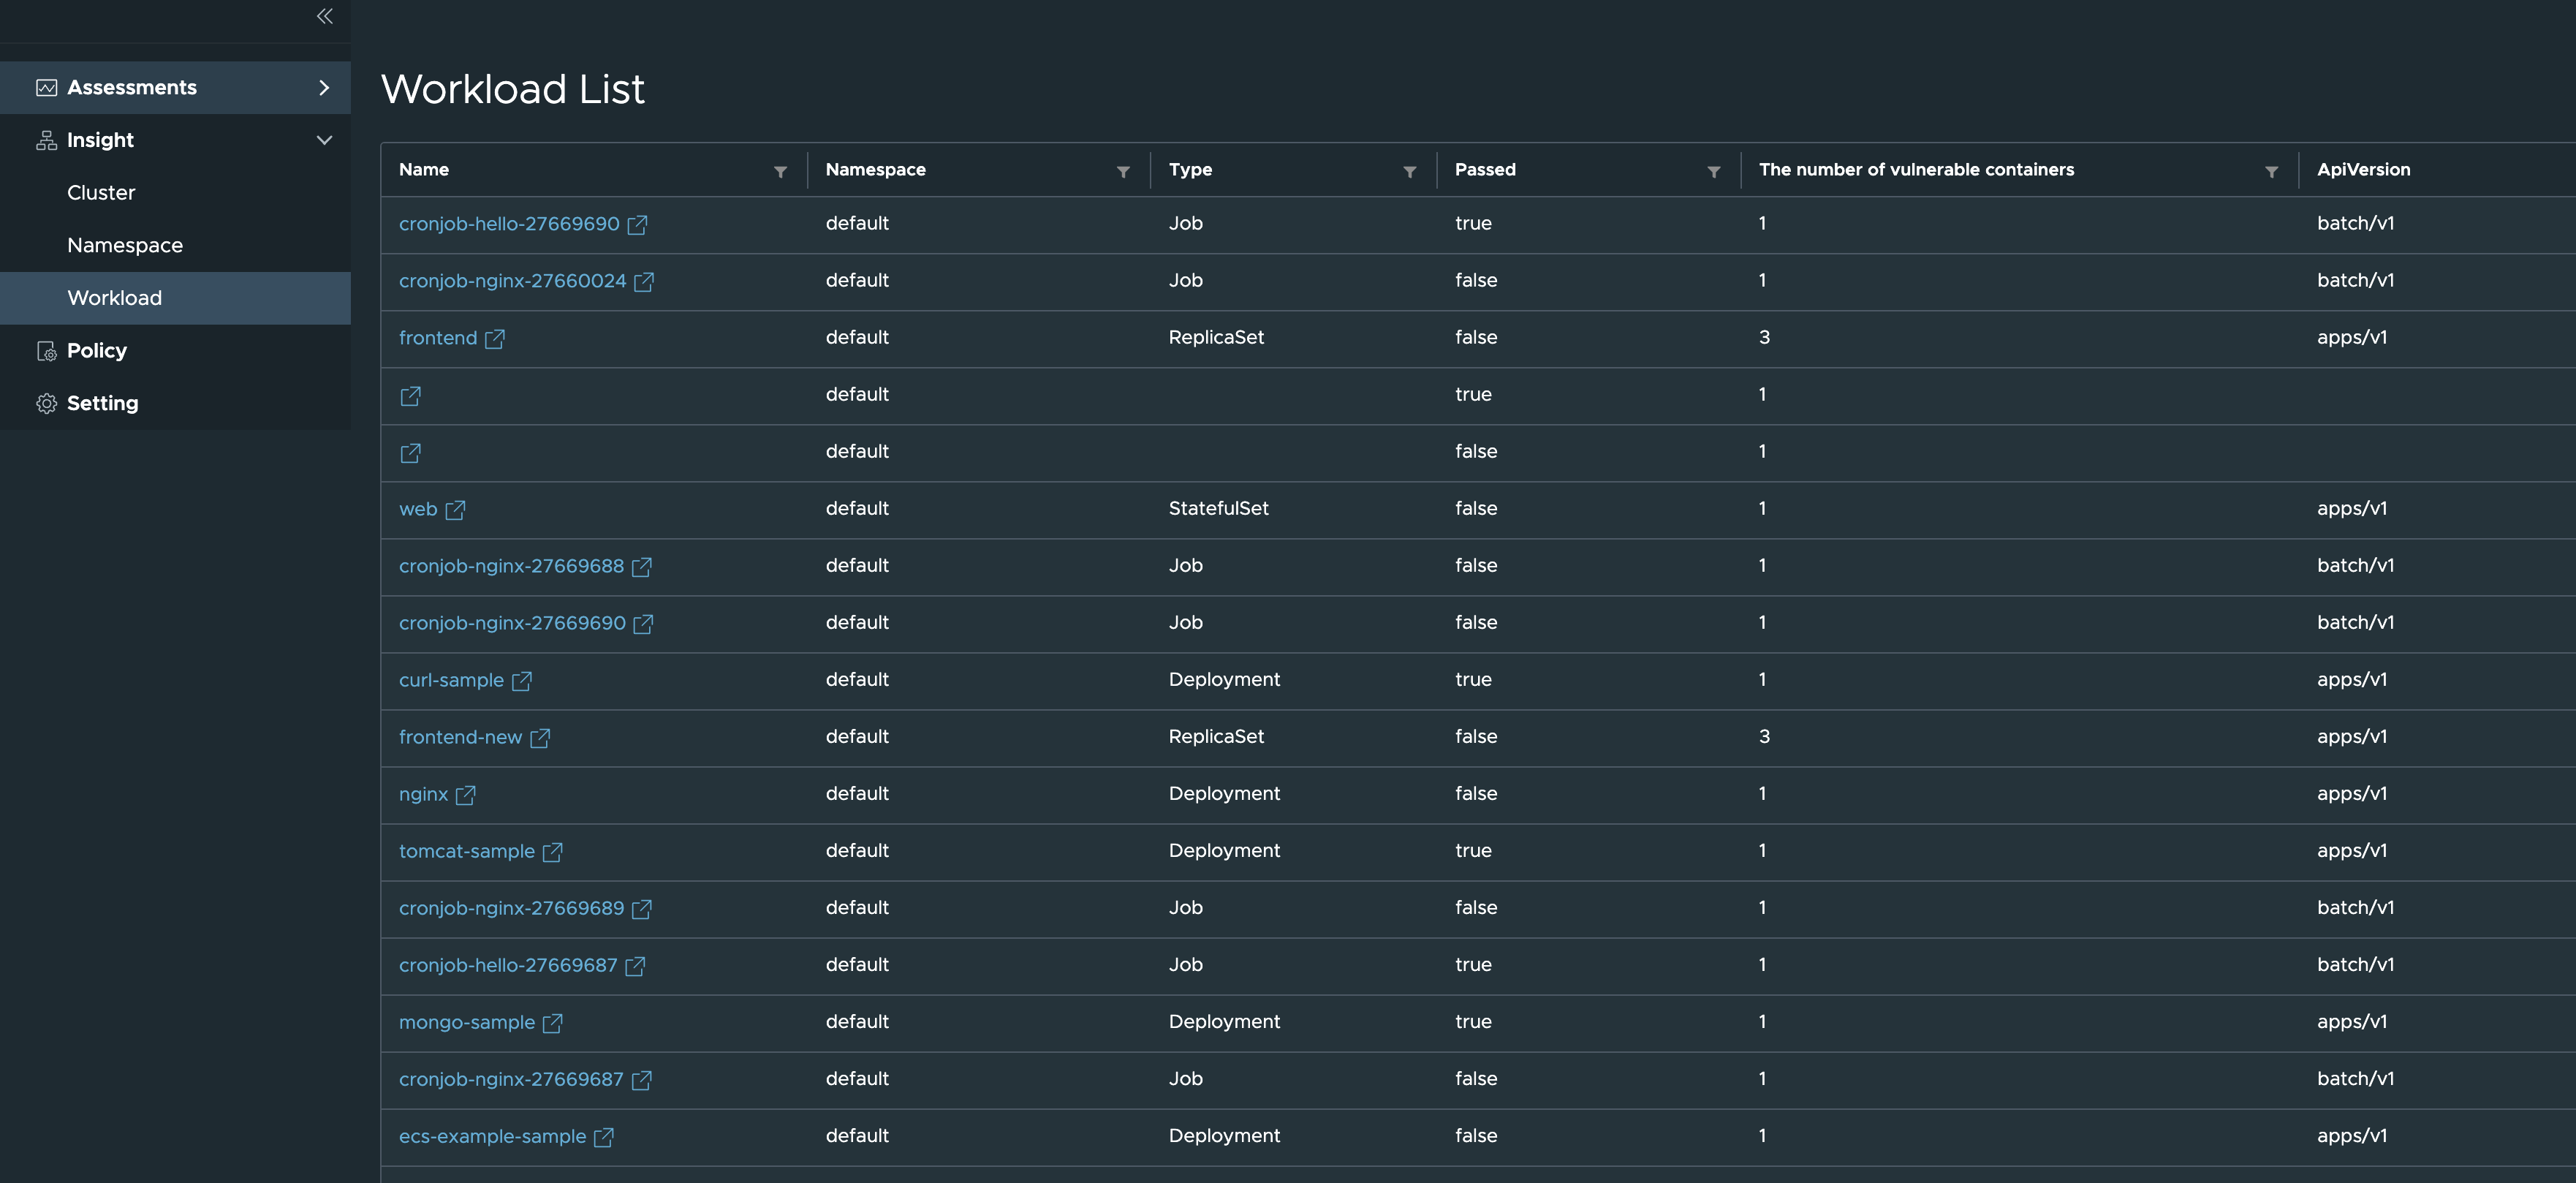 Assessments
Insight
Cluster
Namespace
Workload
Policy
Setting
Workload List
Name Namespace Type Passed The number of vulnerable containers ApiVersion
cronjob-hello-27669690 default Job true 1 batch/v1
cronjob-nginx-27660024 default Job false 1 batch/v1
frontend default ReplicaSet false 3 apps/v1
default true 1
default false 1
web default StatefulSet false 1 apps/v1
cronjob-nginx-27669688 default Job false 1 batch/v1
cronjob-nginx-27669690 default Job false 1 batch/v1
curl-sample default Deployment true 1 apps/v1
frontend-new default ReplicaSet false 3 apps/v1
nginx default Deployment false 1 apps/v1
tomcat-sample default Deployment true 1 apps/v1
cronjob-nginx-27669689 default Job false 1 batch/v1
cronjob-hello-27669687 default Job true 1 batch/v1
mongo-sample default Deployment true 1 apps/v1
cronjob-nginx-27669687 default Job false 1 batch/v1
ecs-example-sample default Deployment false 1 apps/v1